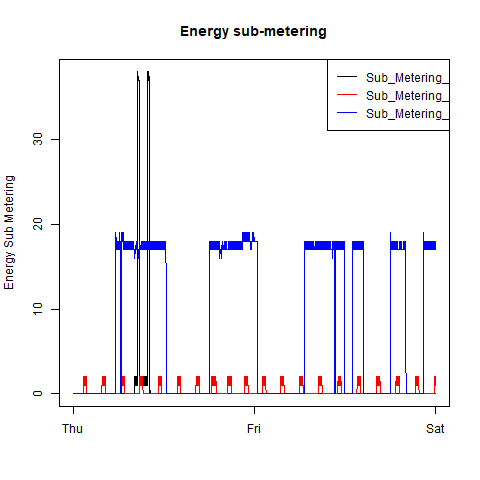 Energy sub-metering
Sub_Metering_
Sub_Metering_
Sub_Metering_
Energy Sub Metering
30
20
10
0
Thu Fri Sat